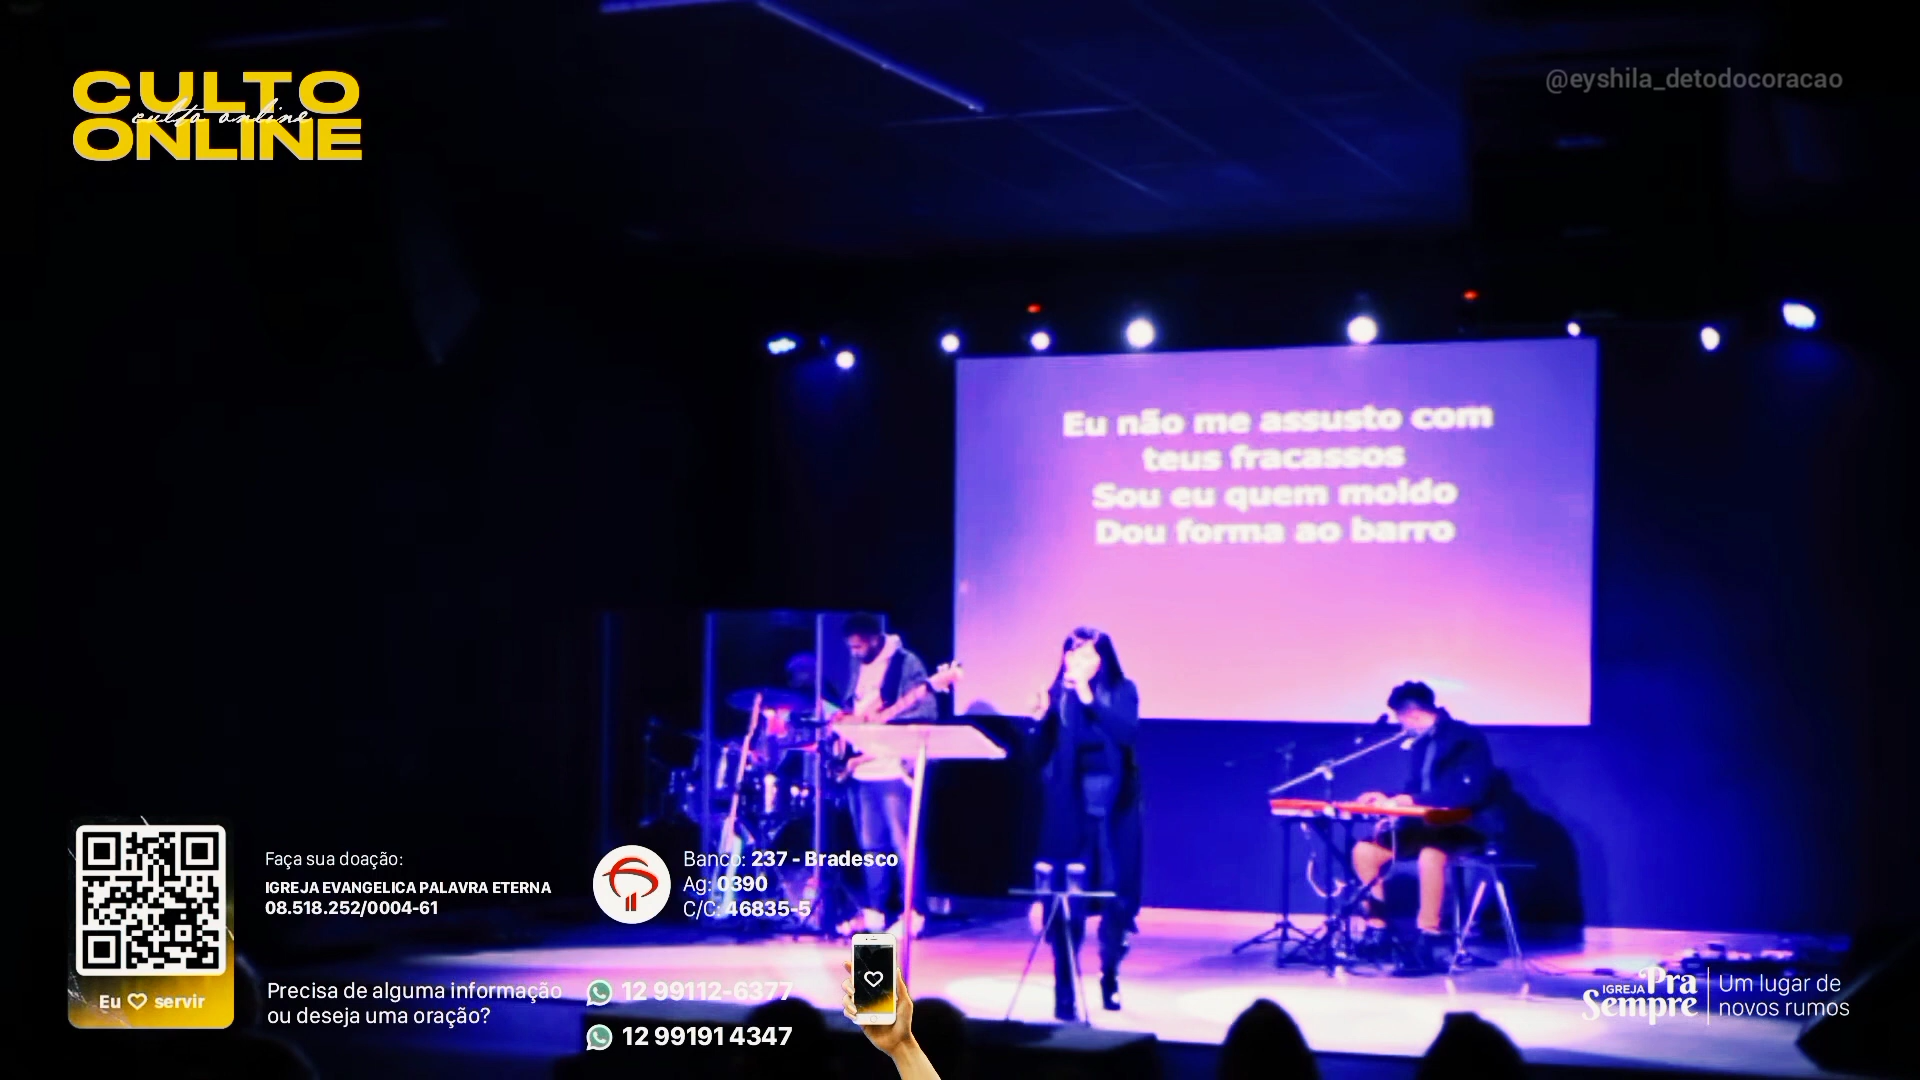 CULTO
culto online
ONLINE
@eyshila_detodocoracao
Eu não me assusto com
teus fracassos
Sou eu quem moldo
Dou forma ao barro
Faça sua doação:
IGREJA EVANGELICA PALAVRA ETERNA
08.518.252/0004-61
Banco: 237 - Bradesco
Ag: 0390
C/C: 46835-5
Eu servir
Precisa de alguma informação
ou deseja uma oração?
12 99112-6377
12 99191 4347
IGREJA Pra
Sempre
Um lugar de
novos rumos